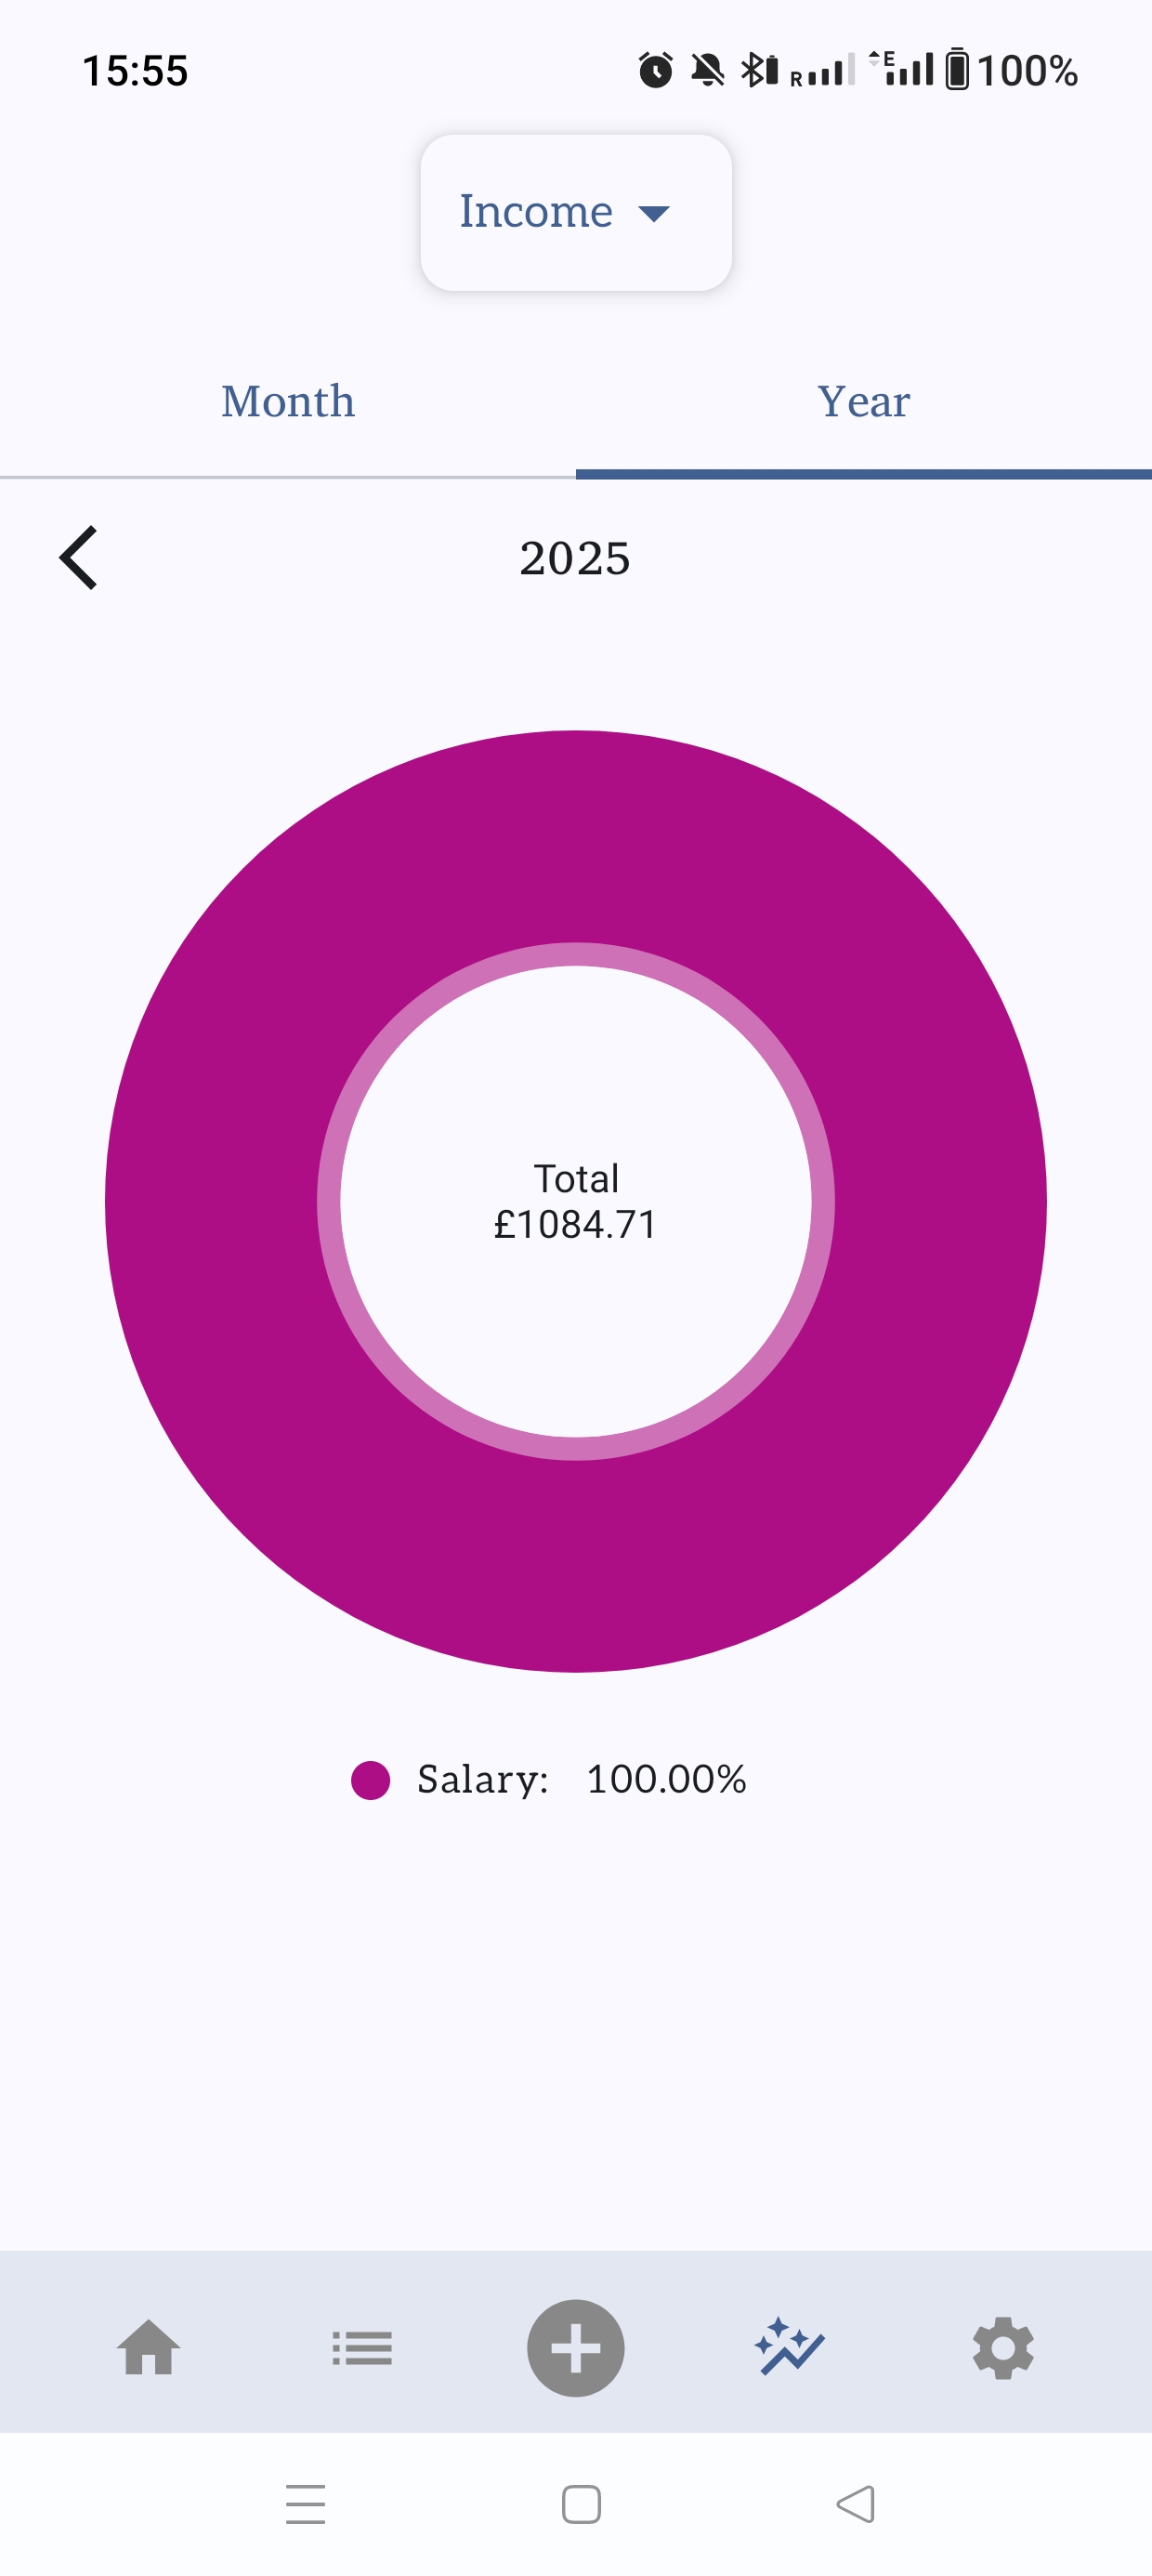 15:55
R
E
100%
Income
Month Year
2025
Total
£1084.71
Salary: 100.00%